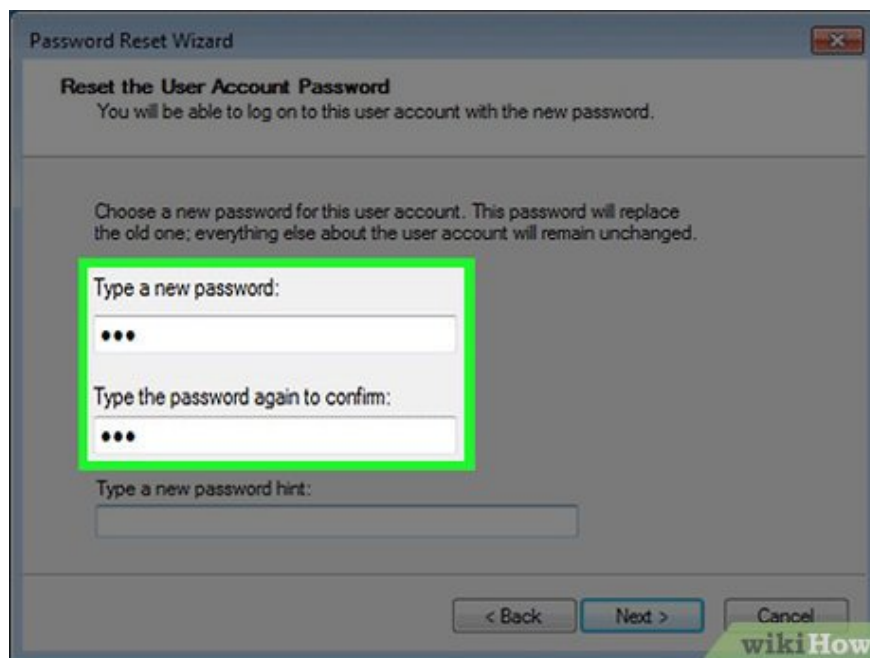 Password Reset Wizard
Reset the User Account Password
You will be able to log on to this user account with the new password.
Choose a new password for this user account. This password will replace
the old one; everything else about the user account will remain unchanged.
Type a new password:
•••
Type the password again to confirm:
•••
Type a new password hint:
< Back Next > Cancel
wikiHow